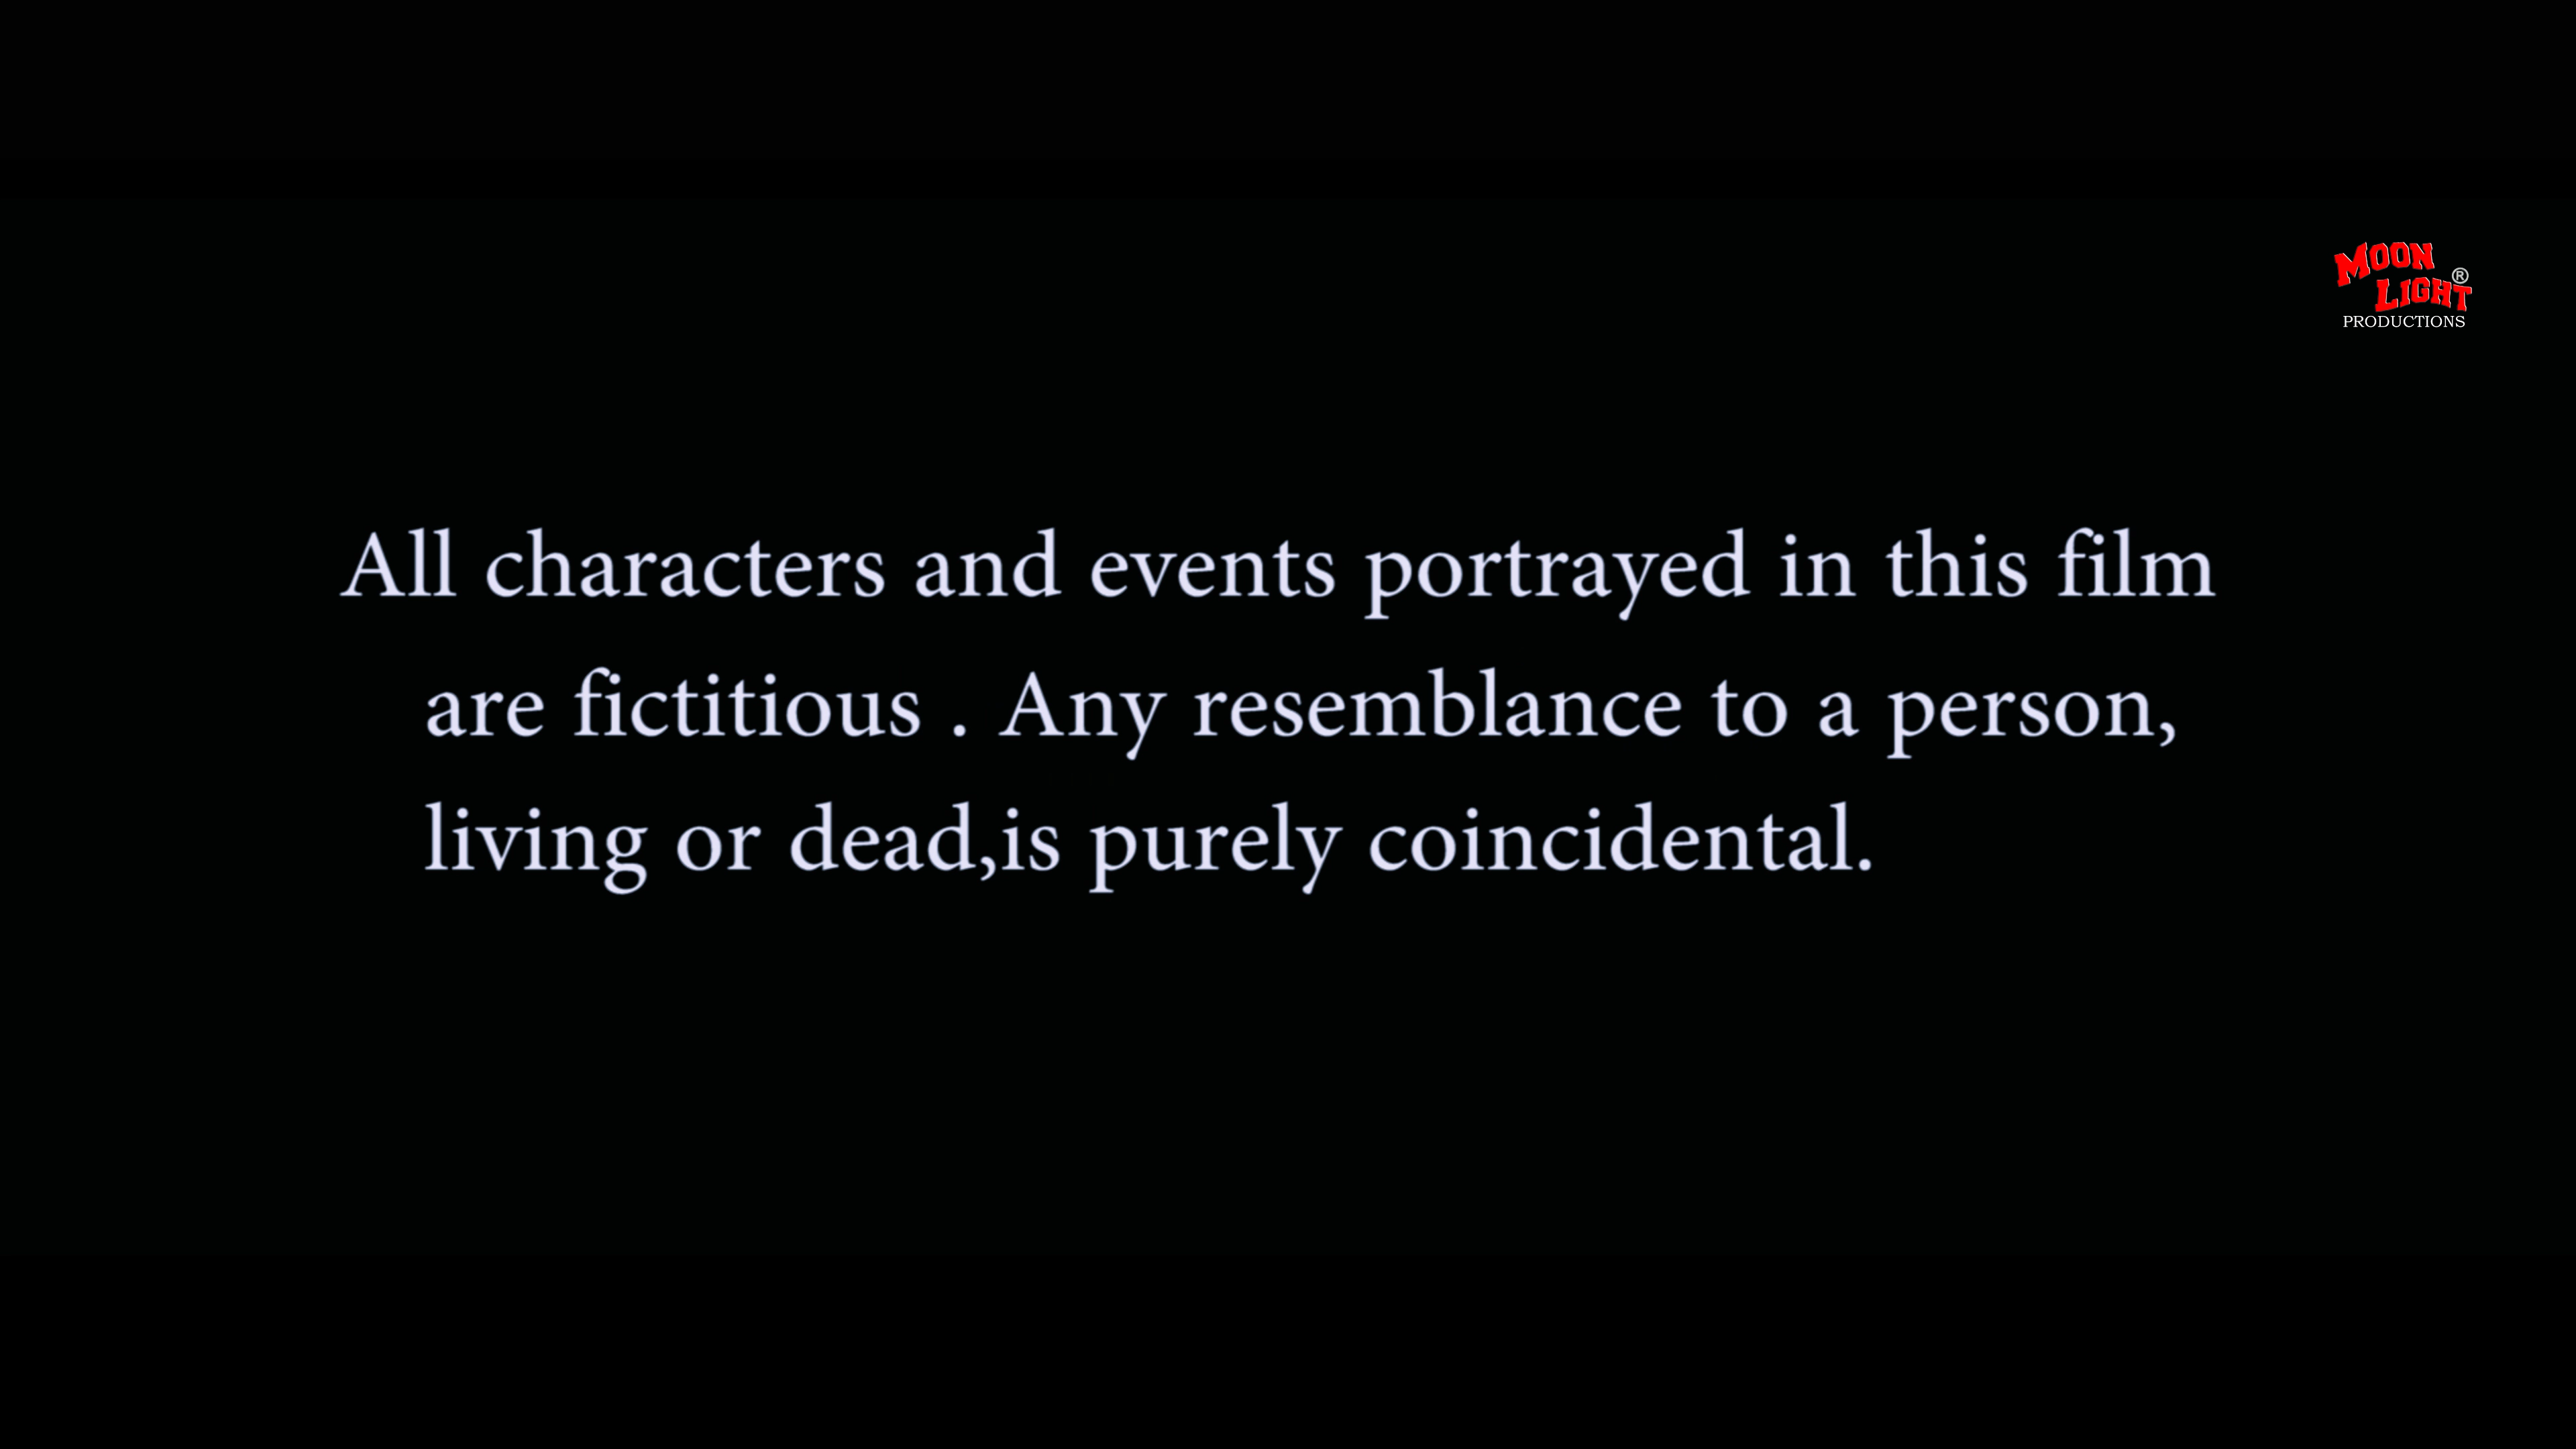 MOON
LIGHT®
PRODUCTIONS
All characters and events portrayed in this film
are fictitious . Any resemblance to a person,
living or dead,is purely coincidental.